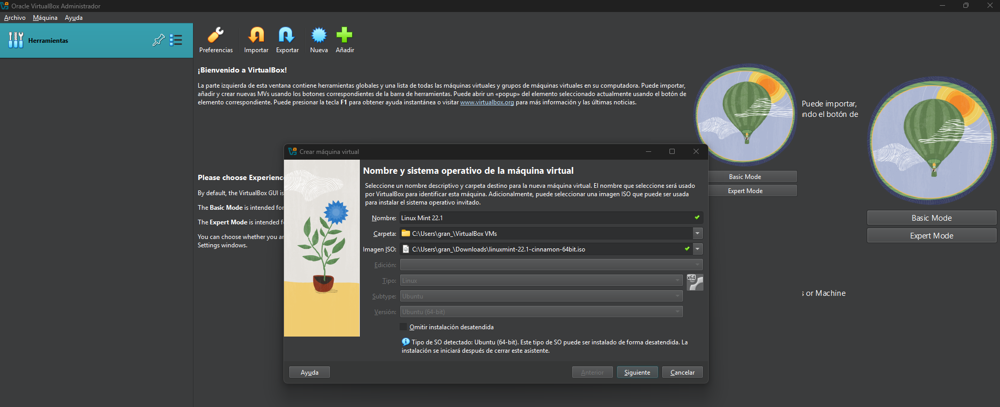 Oracle VirtualBox Administrador
Archivo Máquina Ayuda
Herramientas
Preferencias Importar Exportar Nueva Añadir
¡Bienvenido a VirtualBox!
La parte izquierda de esta ventana contiene herramientas globales y una lista de todas las máquinas virtuales y grupos de máquinas virtuales en su computadora. Puede importar,
añadir y crear nuevas MVs usando los botones correspondientes de la barra de herramientas. Puede abrir un «popup» del elemento seleccionado actualmente usando el botón de
elemento correspondiente. Puede presionar la tecla F1 para obtener ayuda instantánea o visitar www.virtualbox.org para más información y las últimas noticias.
Puede importar,
ndo el botón de
Please choose Experience
By default, the VirtualBox GUI is
The Basic Mode is intended for
The Expert Mode is intended f
You can choose whether you ar
Settings windows.
Basic Mode
Expert Mode
Basic Mode
Expert Mode
s or Machine
Crear máquina virtual
Nombre y sistema operativo de la máquina virtual
Seleccione un nombre descriptivo y carpeta destino para la nueva máquina virtual. El nombre que seleccione será usado
por VirtualBox para identificar esta máquina. Adicionalmente, puede seleccionar una imagen ISO que puede ser usada
para instalar el sistema operativo invitado.
Nombre: Linux Mint 22.1
Carpeta: C:\Users\gran_\VirtualBox VMs
Imagen ISO: C:\Users\gran_\Downloads\linuxmint-22.1-cinnamon-64bit.iso
Edición:
Tipo: Linux
x64
Subtype: Ubuntu
Versión: Ubuntu (64-bit)
Omitir instalación desatendida
Tipo de SO detectado: Ubuntu (64-bit). Este tipo de SO puede ser instalado de forma desatendida. La
instalación se iniciará después de cerrar este asistente.
Ayuda Anterior Siguiente Cancelar